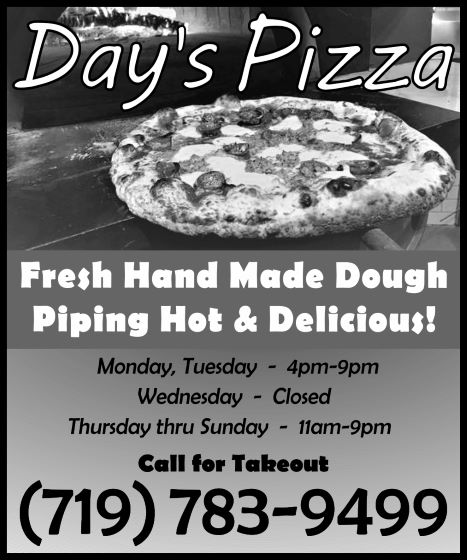 Day's Pizza
Fresh Hand Made Dough
Piping Hot & Delicious!
Monday, Tuesday - 4pm-9pm
Wednesday - Closed
Thursday thru Sunday - 11am-9pm
Call for Takeout
(719) 783-9499